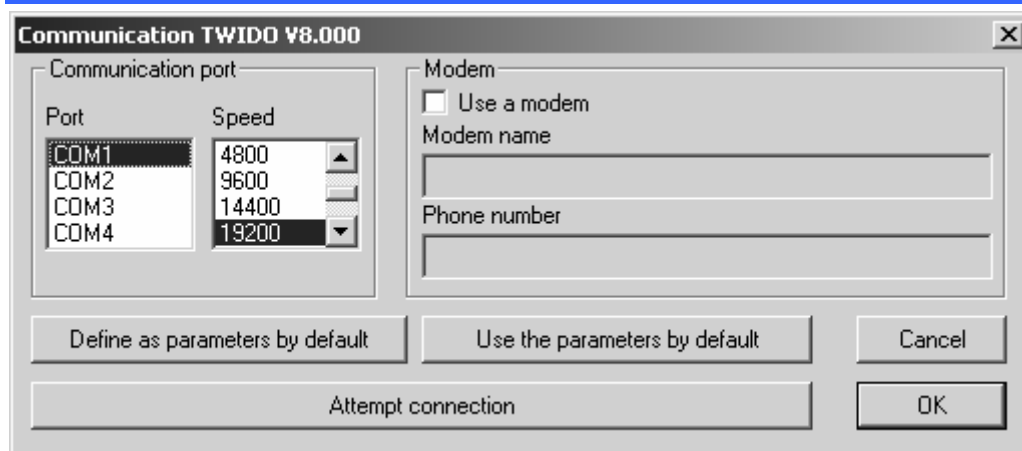 Communication TWIDO V8.000
Communication port
Port Speed
COM1
COM2
COM3
COM4
4800
9600
14400
19200
Modem
Use a modem
Modem name
Phone number
Define as parameters by default
Use the parameters by default
Cancel
Attempt connection
OK